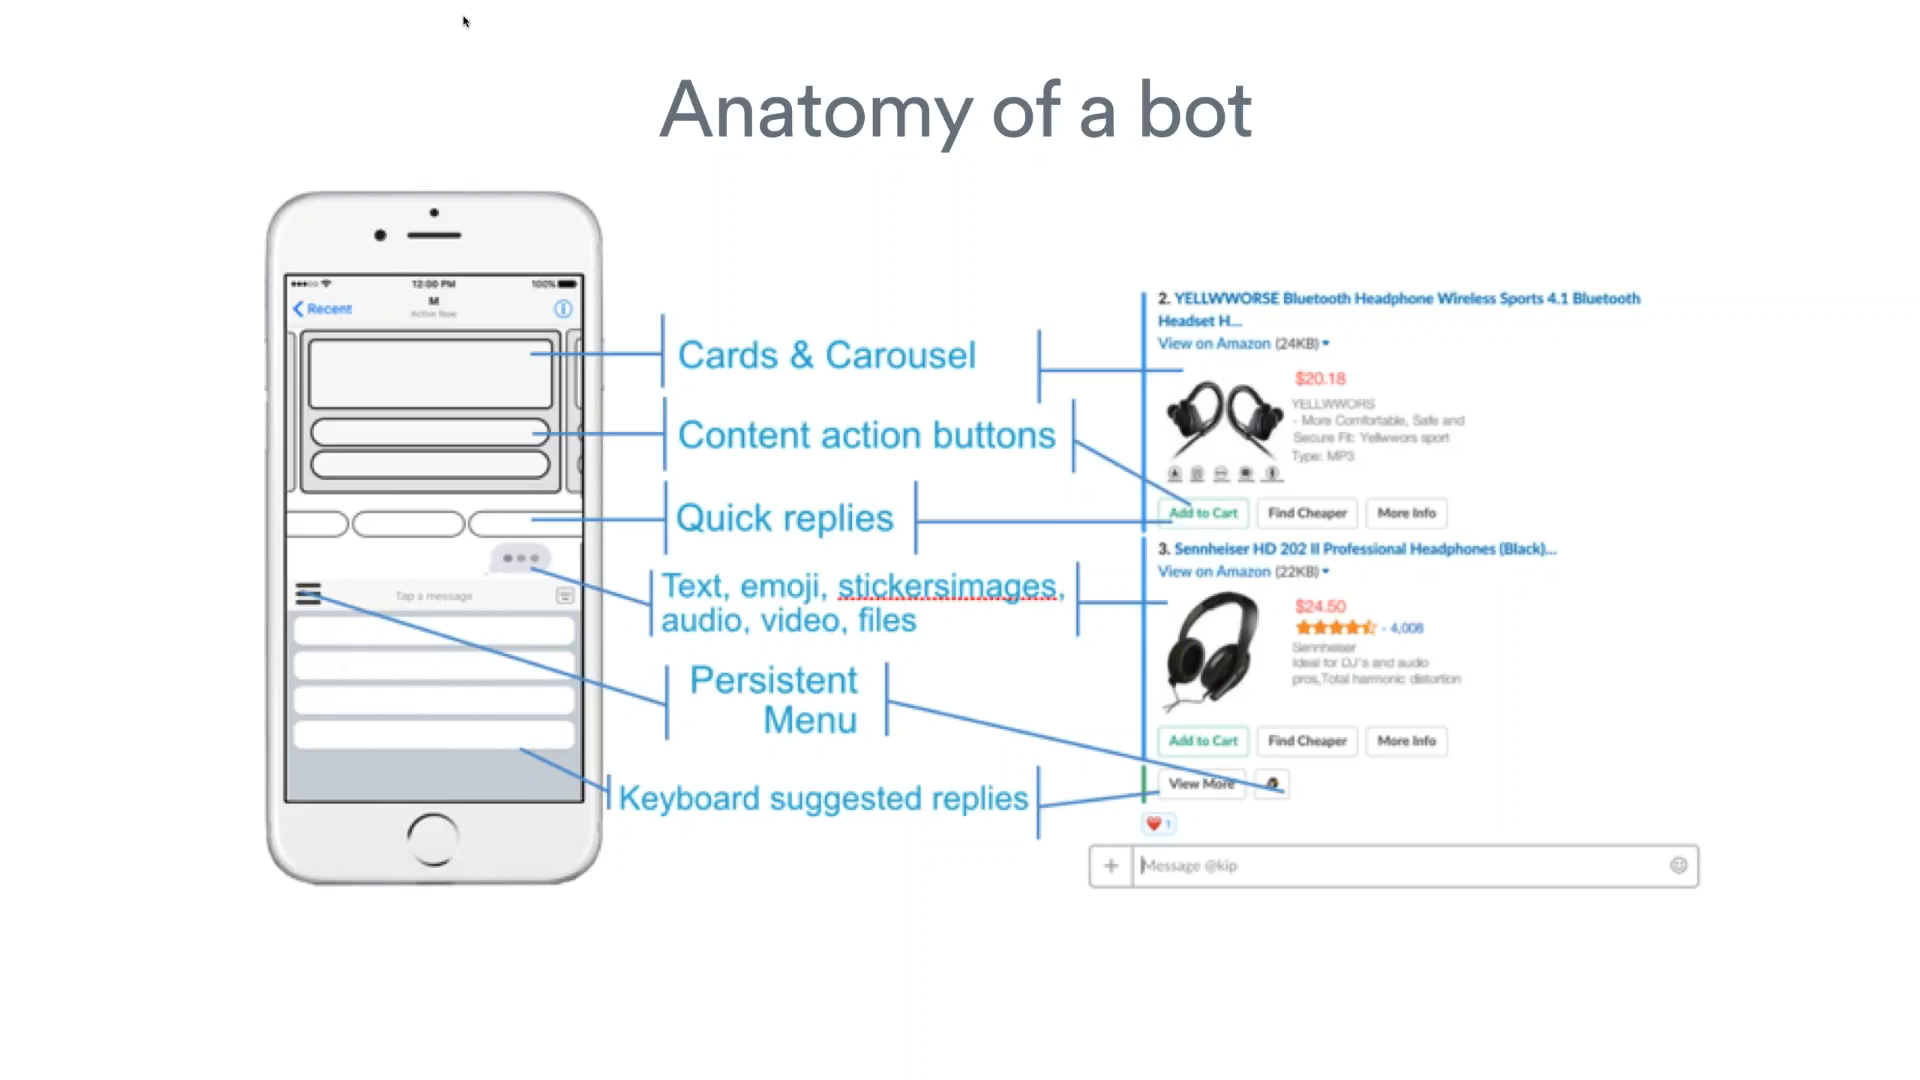 Anatomy of a bot
12:00 PM
100%
Recent
M
Active Now
Tap a message
Cards & Carousel
Content action buttons
Quick replies
Text, emoji, stickersimages,
audio, video, files
Persistent
Menu
Keyboard suggested replies
2. YELLWWORSE Bluetooth Headphone Wireless Sports 4.1 Bluetooth
Headset H...
View on Amazon (24KB)
$20.18
YELLWWORS
- More Comfortable, Safe and
Secure Fit: Yellwwors sport
Type: MP3
Add to Cart
Find Cheaper
More Info
3. Sennheiser HD 202 II Professional Headphones (Black)...
View on Amazon (22KB)
$24.50
- 4,008
Sennheiser
Ideal for DJ's and audio
pros,Total harmonic distortion
Add to Cart
Find Cheaper
More Info
View More
1
Message @kip